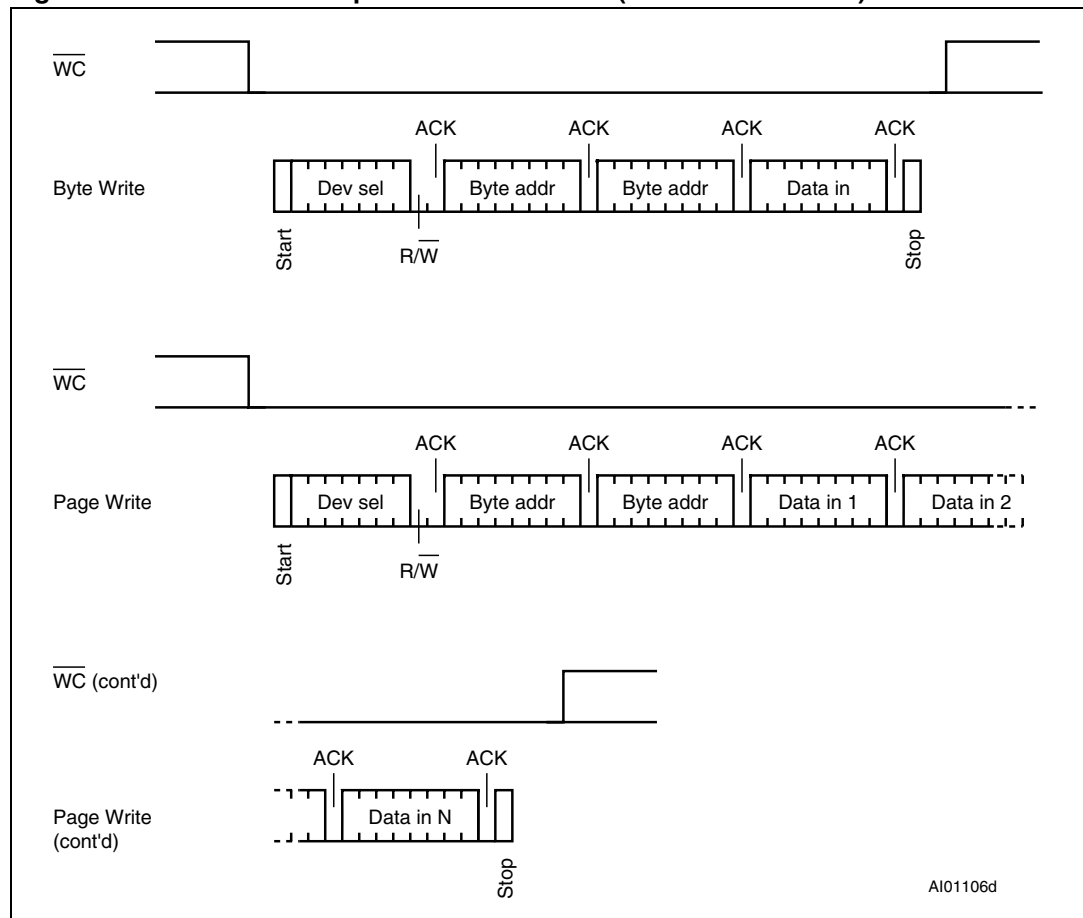 WC
ACK ACK ACK ACK
Byte Write
Dev sel Byte addr Byte addr Data in
Start
R/W
Stop
WC
ACK ACK ACK ACK
Page Write
Dev sel Byte addr Byte addr Data in 1 Data in 2
Start
R/W
WC (cont'd)
ACK ACK
Page Write
(cont'd)
Data in N
Stop
AI01106d